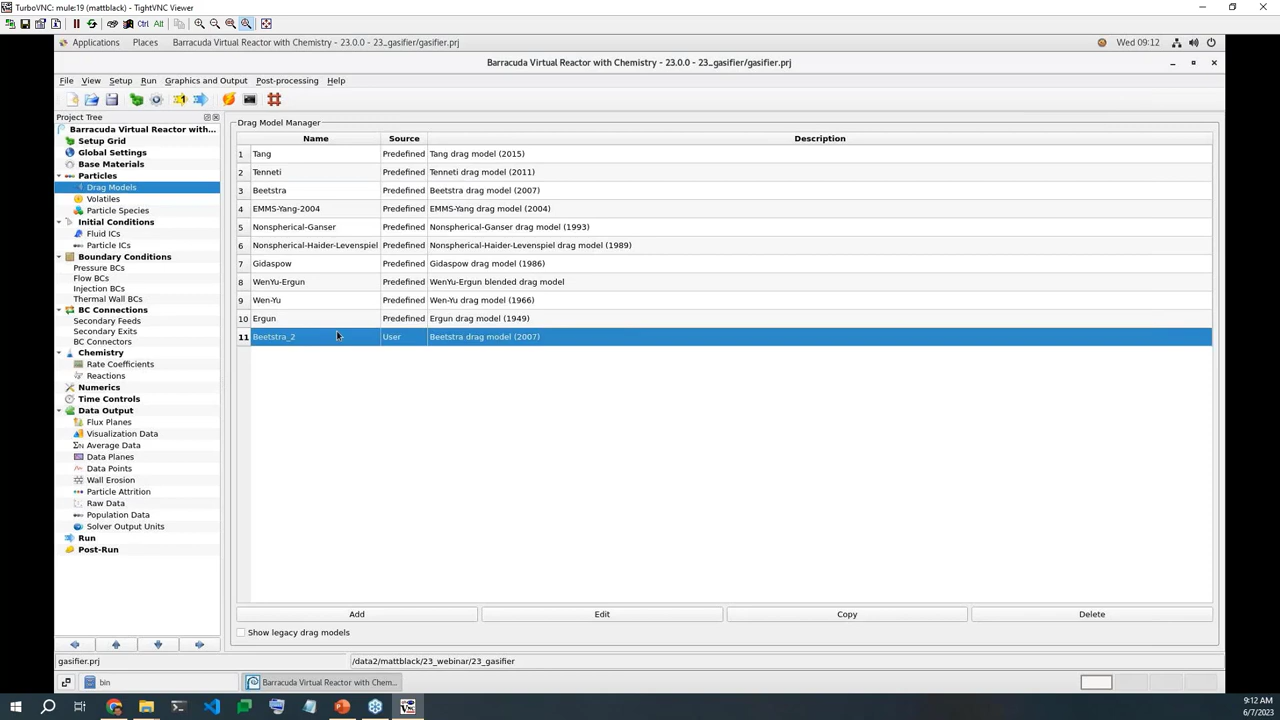 TurboVNC: mule:19 (mattblack) - TightVNC Viewer
Ctrl Alt
Applications Places Barracuda Virtual Reactor with Chemistry - 23.0.0 - 23_gasifier/gasifier.prj Wed 09:12
Barracuda Virtual Reactor with Chemistry - 23.0.0 - 23_gasifier/gasifier.prj
File View Setup Run Graphics and Output Post-processing Help
Project Tree
Barracuda Virtual Reactor with...
Setup Grid
Global Settings
Base Materials
Particles
Drag Models
Volatiles
Particle Species
Initial Conditions
Fluid ICs
Particle ICs
Boundary Conditions
Pressure BCs
Flow BCs
Injection BCs
Thermal Wall BCs
BC Connections
Secondary Feeds
Secondary Exits
BC Connectors
Chemistry
Rate Coefficients
Reactions
Numerics
Time Controls
Data Output
Flux Planes
Visualization Data
Average Data
Data Planes
Data Points
Wall Erosion
Particle Attrition
Raw Data
Population Data
Solver Output Units
Run
Post-Run
Drag Model Manager
Name Source Description
1 Tang Predefined Tang drag model (2015)
2 Tenneti Predefined Tenneti drag model (2011)
3 Beetstra Predefined Beetstra drag model (2007)
4 EMMS-Yang-2004 Predefined EMMS-Yang drag model (2004)
5 Nonspherical-Ganser Predefined Nonspherical-Ganser drag model (1993)
6 Nonspherical-Haider-Levenspiel Predefined Nonspherical-Haider-Levenspiel drag model (1989)
7 Gidaspow Predefined Gidaspow drag model (1986)
8 WenYu-Ergun Predefined WenYu-Ergun blended drag model
9 Wen-Yu Predefined Wen-Yu drag model (1966)
10 Ergun Predefined Ergun drag model (1949)
11 Beetstra_2 User Beetstra drag model (2007)
Add Edit Copy Delete
Show legacy drag models
gasifier.prj /data2/mattblack/23_webinar/23_gasifier
bin Barracuda Virtual Reactor with Chem...
9:12 AM
6/7/2023